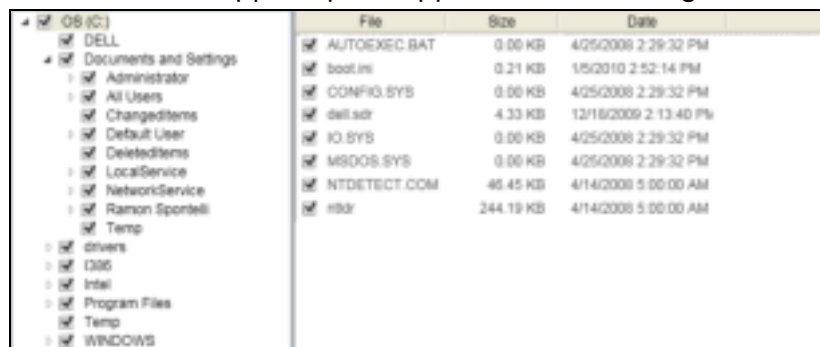 OS (C:)
DELL
Documents and Settings
Administrator
All Users
ChangedItems
Default User
DeletedItems
LocalService
NetworkService
Ramon Spontelli
Temp
drivers
I386
Intel
Program Files
Temp
WINDOWS
File Size Date
AUTOEXEC.BAT 0.00 KB 4/25/2008 2:29:32 PM
boot.ini 0.21 KB 1/5/2010 2:52:14 PM
CONFIG.SYS 0.00 KB 4/25/2008 2:29:32 PM
dell.sdr 4.33 KB 12/18/2009 2:13:40 PM
IO.SYS 0.00 KB 4/25/2008 2:29:32 PM
MSDOS.SYS 0.00 KB 4/25/2008 2:29:32 PM
NTDETECT.COM 46.45 KB 4/14/2008 5:00:00 AM
ntldr 244.19 KB 4/14/2008 5:00:00 AM